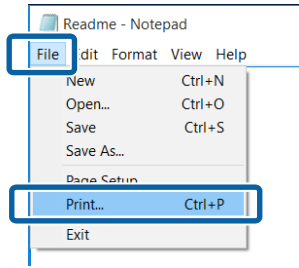 Readme - Notepad
File Edit Format View Help
New Ctrl+N
Open... Ctrl+O
Save Ctrl+S
Save As...
Page Setup...
Print... Ctrl+P
Exit